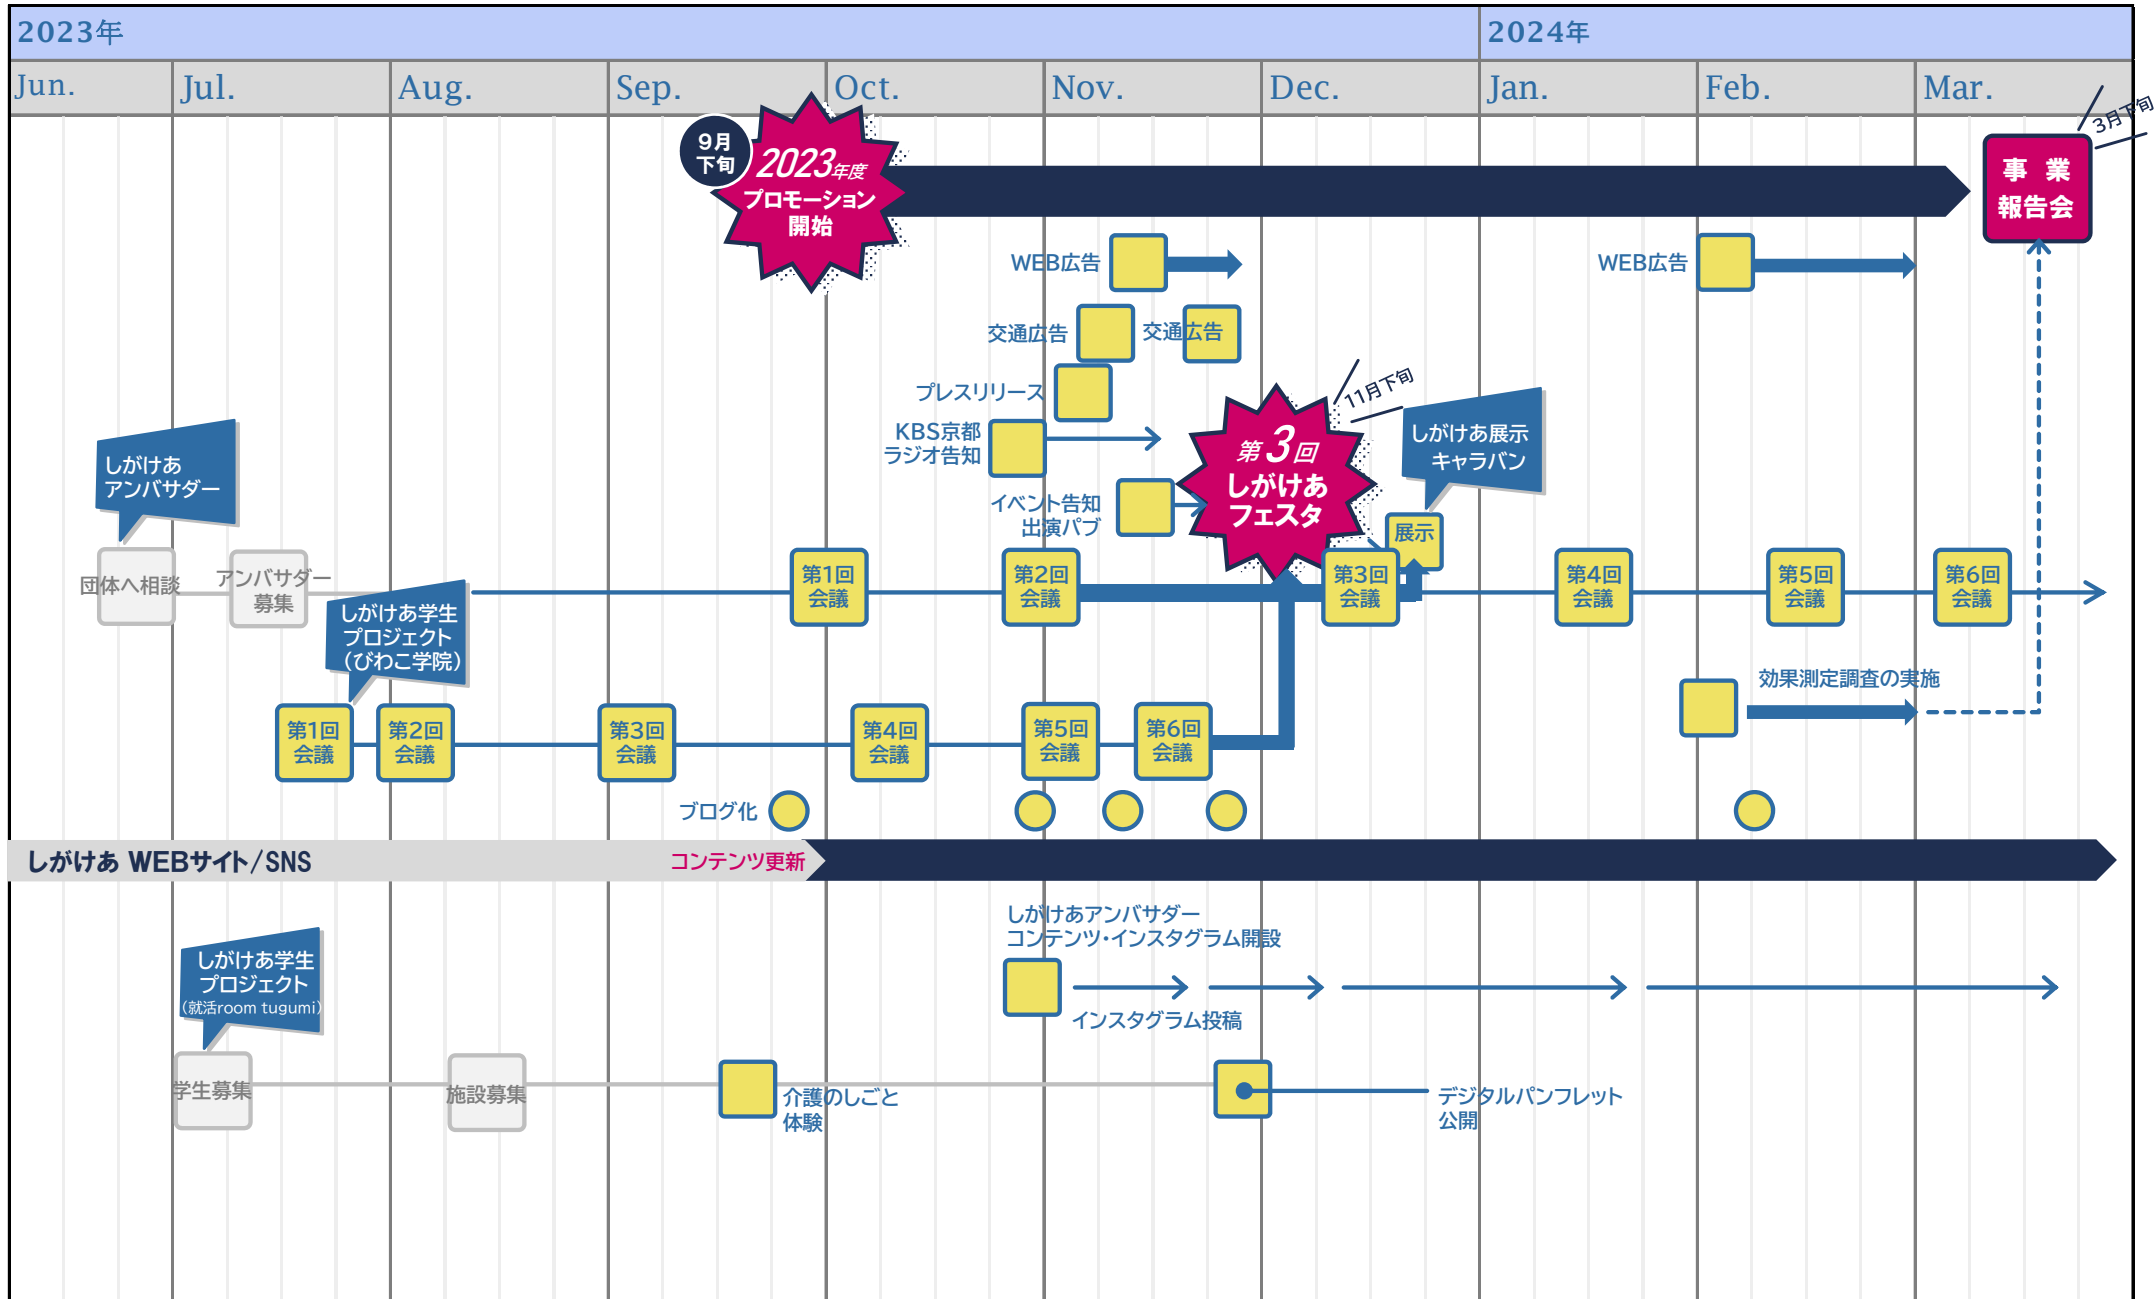 2023年
2024年
Jun.
Jul.
Aug.
Sep.
Oct.
Nov.
Dec.
Jan.
Feb.
Mar.
9月
下旬
2023年度
プロモーション
開始
3月下旬
事 業
報告会
WEB広告
WEB広告
交通広告
交通広告
プレスリリース
KBS京都
ラジオ告知
イベント告知
出演パブ
11月下旬
第3回
しがけあ
フェスタ
しがけあ展示
キャラバン
展示
しがけあ
アンバサダー
団体へ相談
アンバサダー
募集
第1回
会議
第2回
会議
第3回
会議
第4回
会議
第5回
会議
第6回
会議
しがけあ学生
プロジェクト
（びわこ学院）
第1回
会議
第2回
会議
第3回
会議
第4回
会議
第5回
会議
第6回
会議
効果測定調査の実施
ブログ化
しがけあ WEBサイト/SNS
コンテンツ更新
しがけあアンバサダー
コンテンツ・インスタグラム開設
インスタグラム投稿
しがけあ学生
プロジェクト
（就活room tugumi）
学生募集
施設募集
介護のしごと
体験
デジタルパンフレット
公開